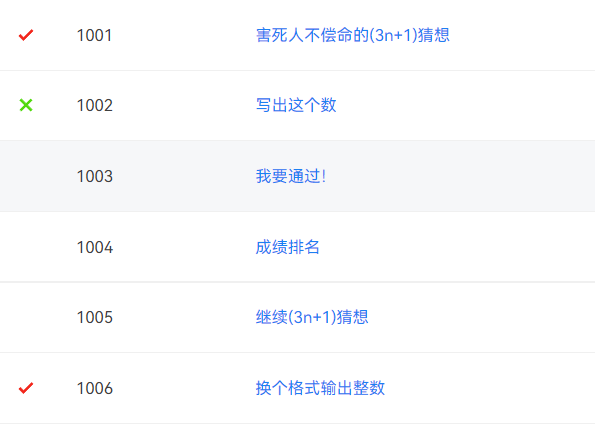 1001 害死人不偿命的(3n+1)猜想
1002 写出这个数
1003 我要通过！
1004 成绩排名
1005 继续(3n+1)猜想
1006 换个格式输出整数